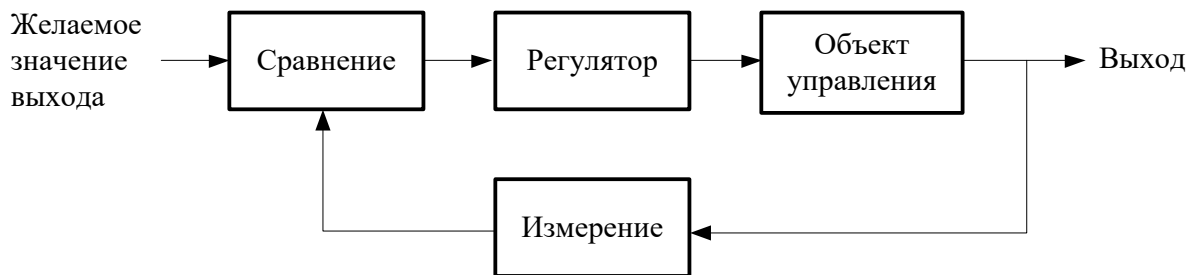 Желаемое
значение
выхода
Сравнение
Регулятор
Объект
управления
Выход
Измерение